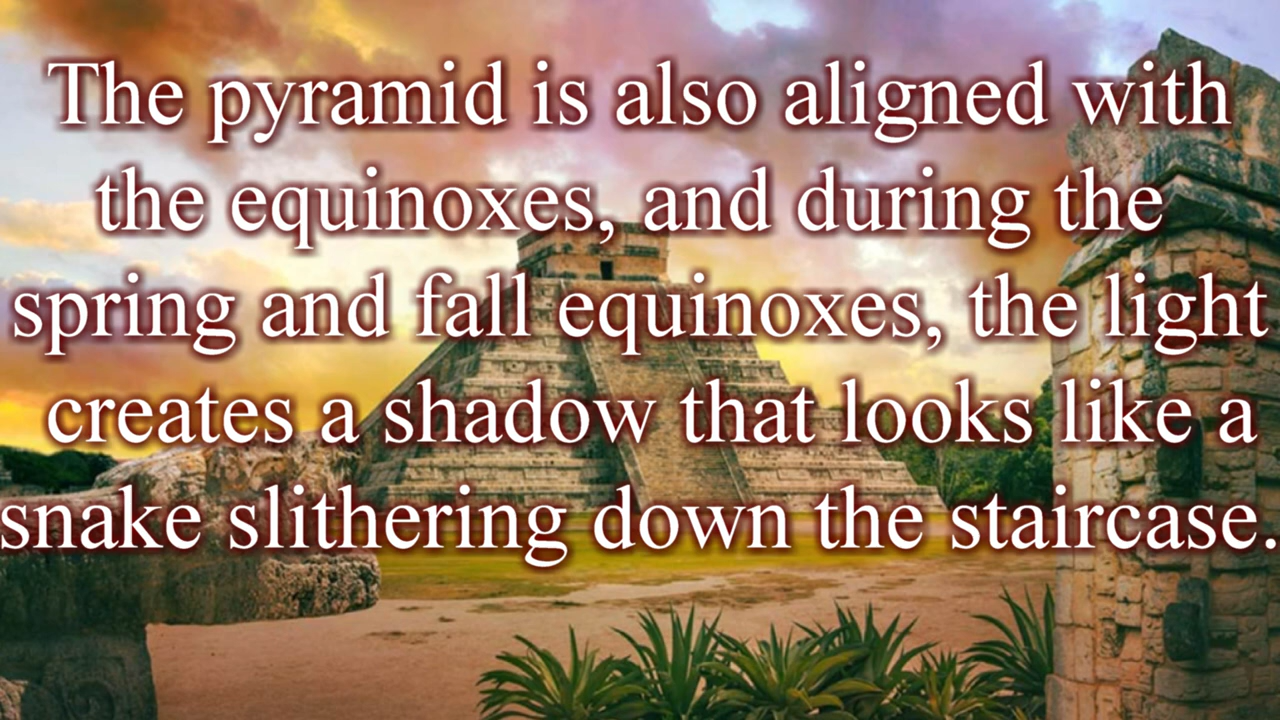 The pyramid is also aligned with
the equinoxes, and during the
spring and fall equinoxes, the light
creates a shadow that looks like a
snake slithering down the staircase.